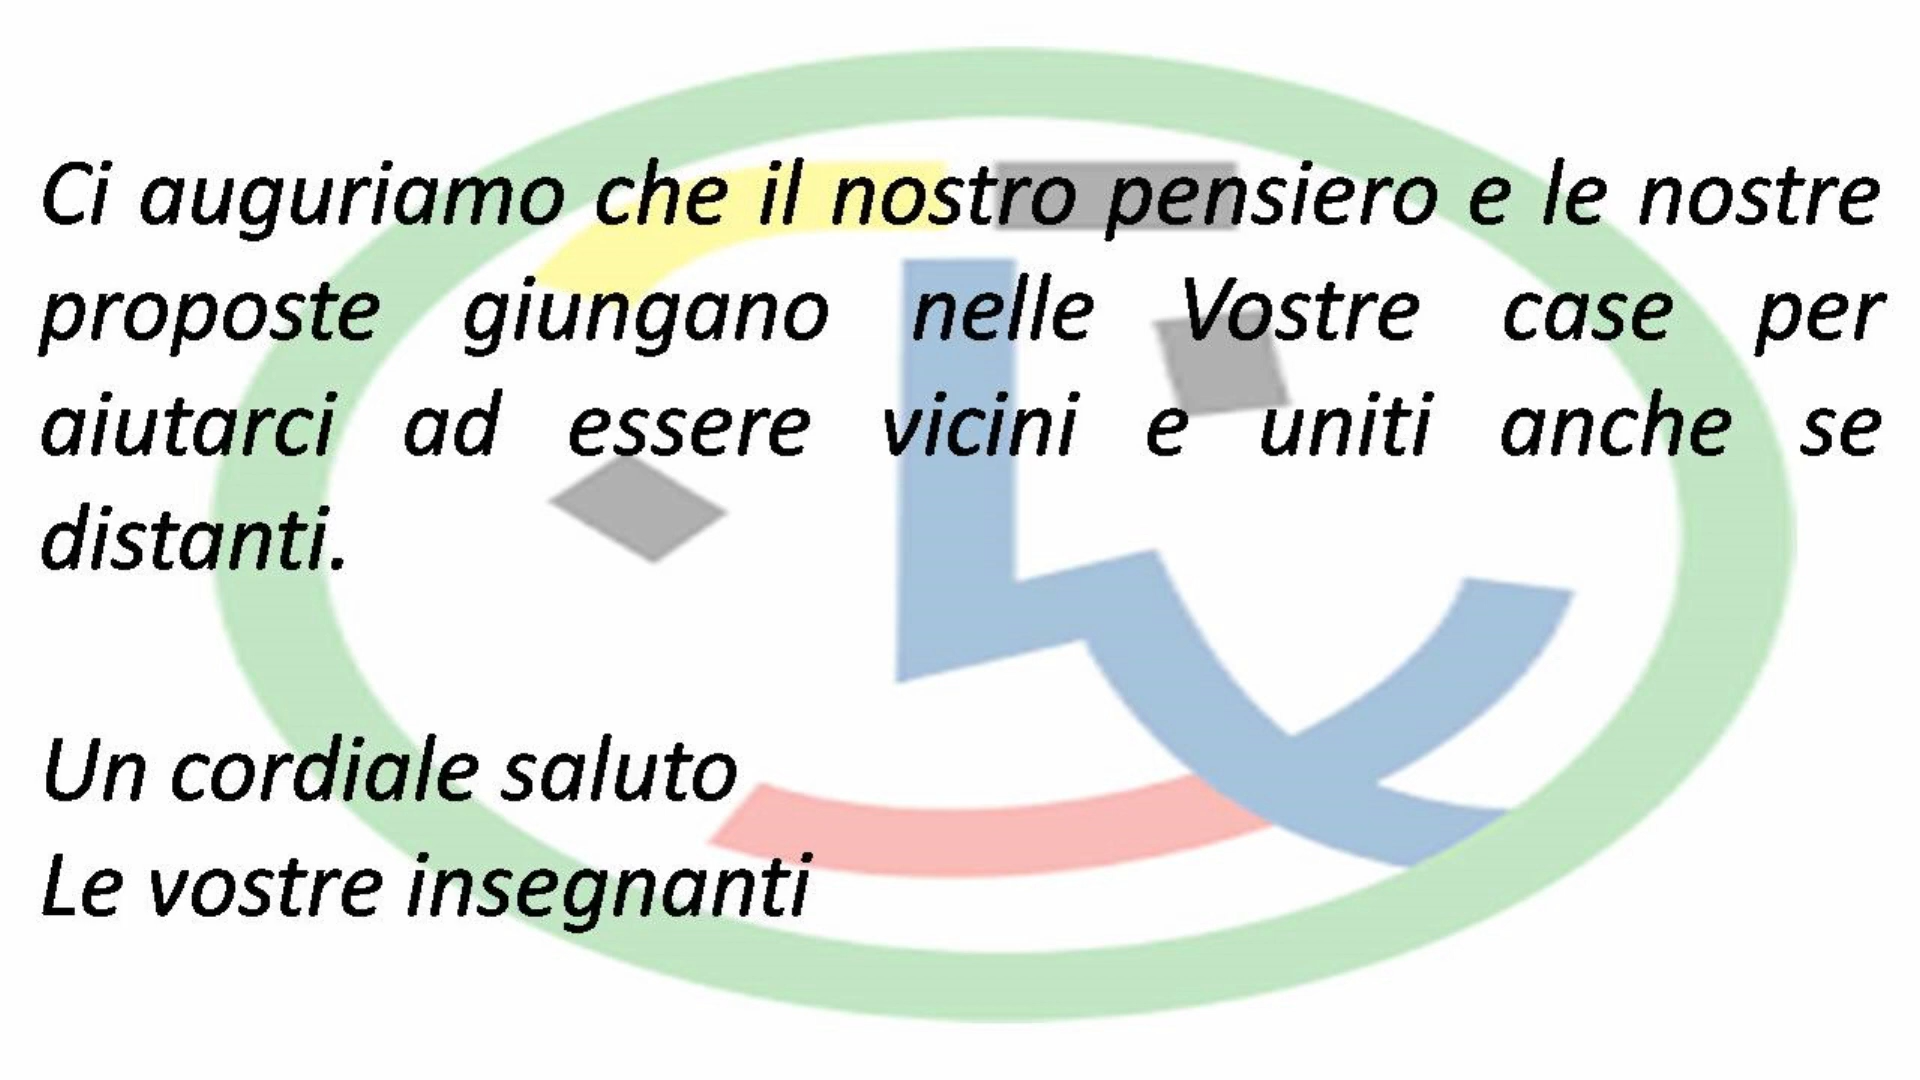 Ci auguriamo che il nostro pensiero e le nostre
proposte giungano nelle Vostre case per
aiutarci ad essere vicini e uniti anche se
distanti.
Un cordiale saluto
Le vostre insegnanti